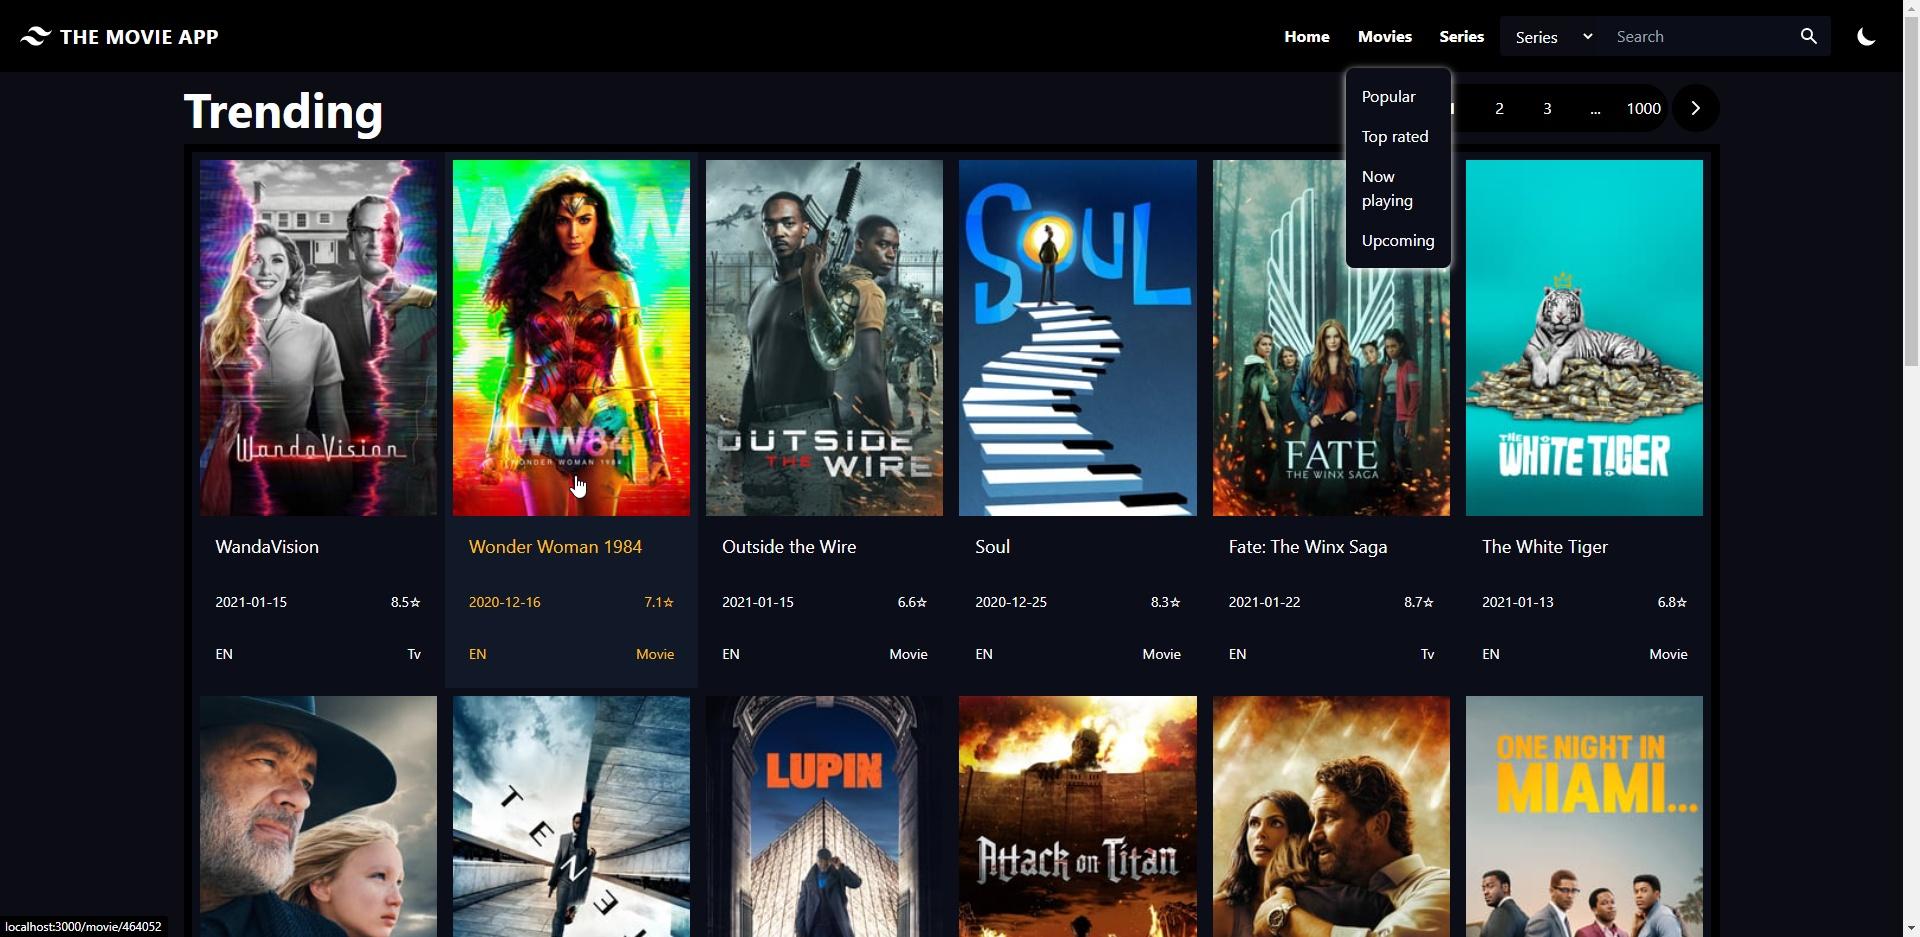 THE MOVIE APP
Home Movies Series Series Search
Trending
Popular
Top rated
Now
playing
Upcoming
2 3 ... 1000
WandaVision
WW84
WONDER WOMAN 1984
OUTSIDE
THE WIRE
SOUL
FATE
THE WINX SAGA
THE
WHITE TIGER
WandaVision
2021-01-15 8.5☆
EN Tv
Wonder Woman 1984
2020-12-16 7.1☆
EN Movie
Outside the Wire
2021-01-15 6.6☆
EN Movie
Soul
2020-12-25 8.3☆
EN Movie
Fate: The Winx Saga
2021-01-22 8.7☆
EN Tv
The White Tiger
2021-01-13 6.8☆
EN Movie
TENE
LUPIN
Attack on Titan
ONE NIGHT IN
MIAMI...
localhost:3000/movie/464052